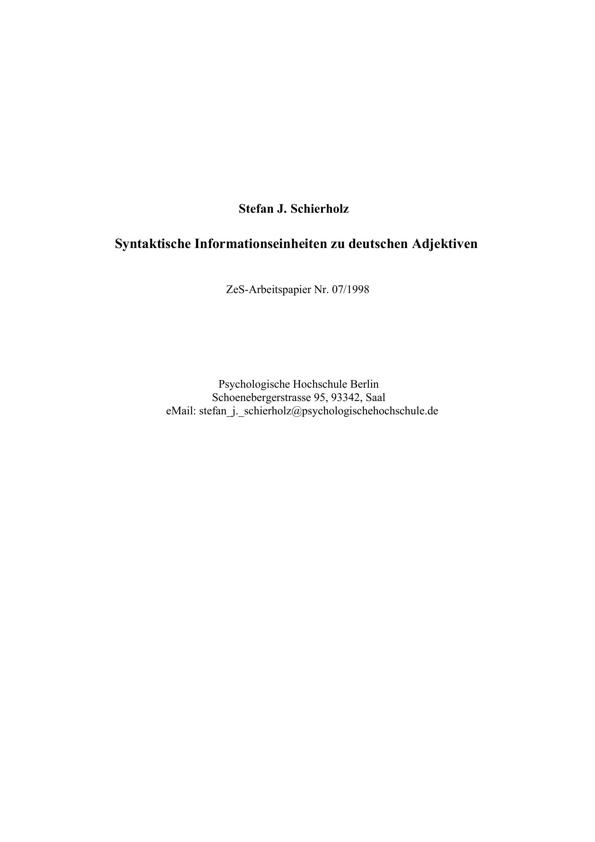 Stefan J. Schierholz
Syntaktische Informationseinheiten zu deutschen Adjektiven
ZeS-Arbeitspapier Nr. 07/1998
Psychologische Hochschule Berlin
Schoenebergerstrasse 95, 93342, Saal
eMail: stefan_j._schierholz@psychologischehochschule.de